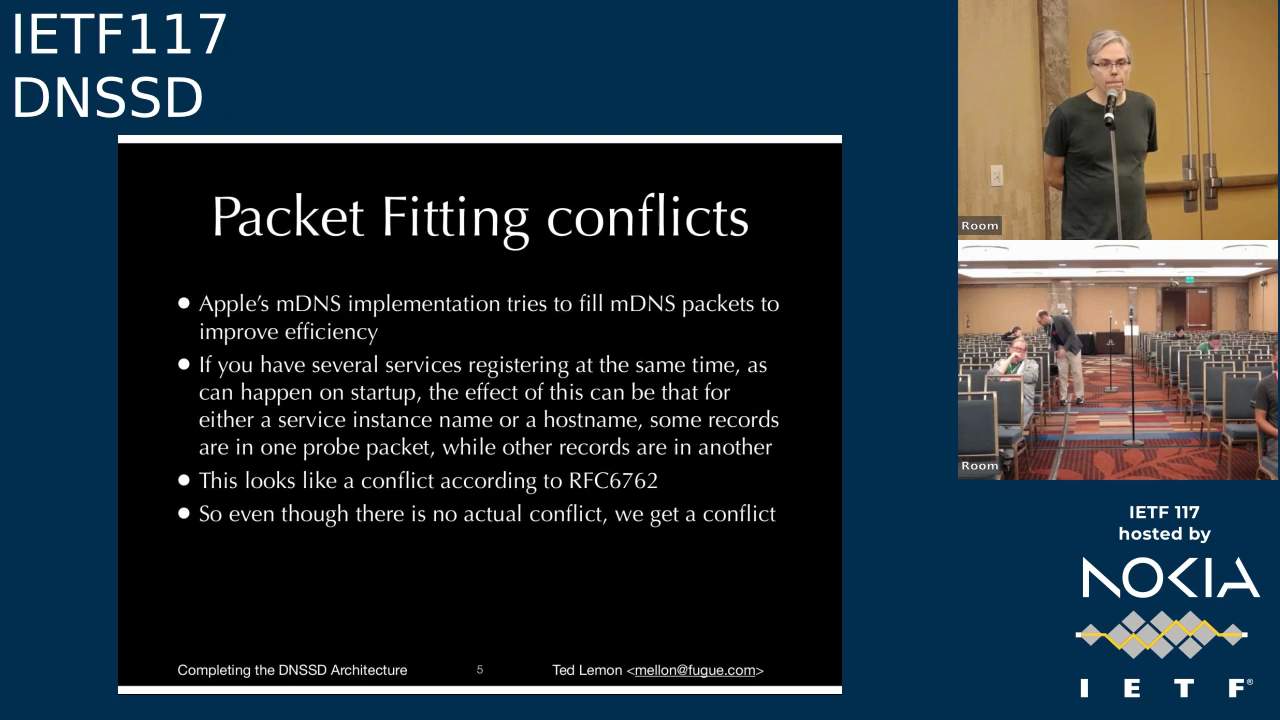 IETF117
DNSSD
Packet Fitting conflicts
● Apple’s mDNS implementation tries to fill mDNS packets to
improve efficiency
● If you have several services registering at the same time, as
can happen on startup, the effect of this can be that for
either a service instance name or a hostname, some records
are in one probe packet, while other records are in another
● This looks like a conflict according to RFC6762
● So even though there is no actual conflict, we get a conflict
Completing the DNSSD Architecture 5 Ted Lemon <mellon@fugue.com>
Room
Room
IETF 117
hosted by
NOKIA
IETF®